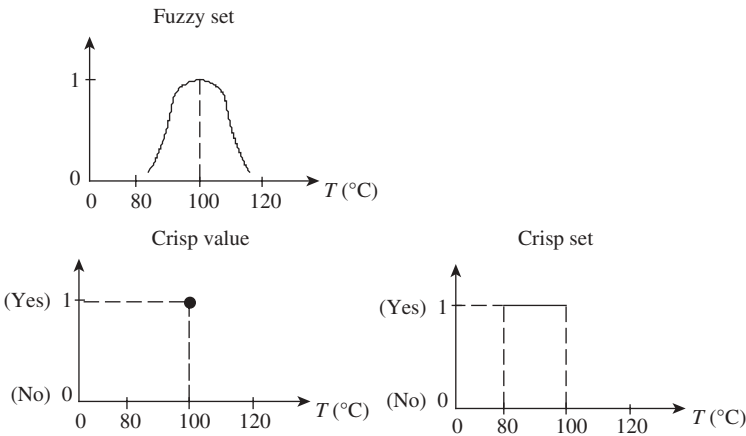 Fuzzy set
1
0
0 80 100 120 T (°C)
Crisp value
(Yes) 1
(No) 0
0 80 100 120 T (°C)
Crisp set
(Yes) 1
(No) 0
0 80 100 120 T (°C)